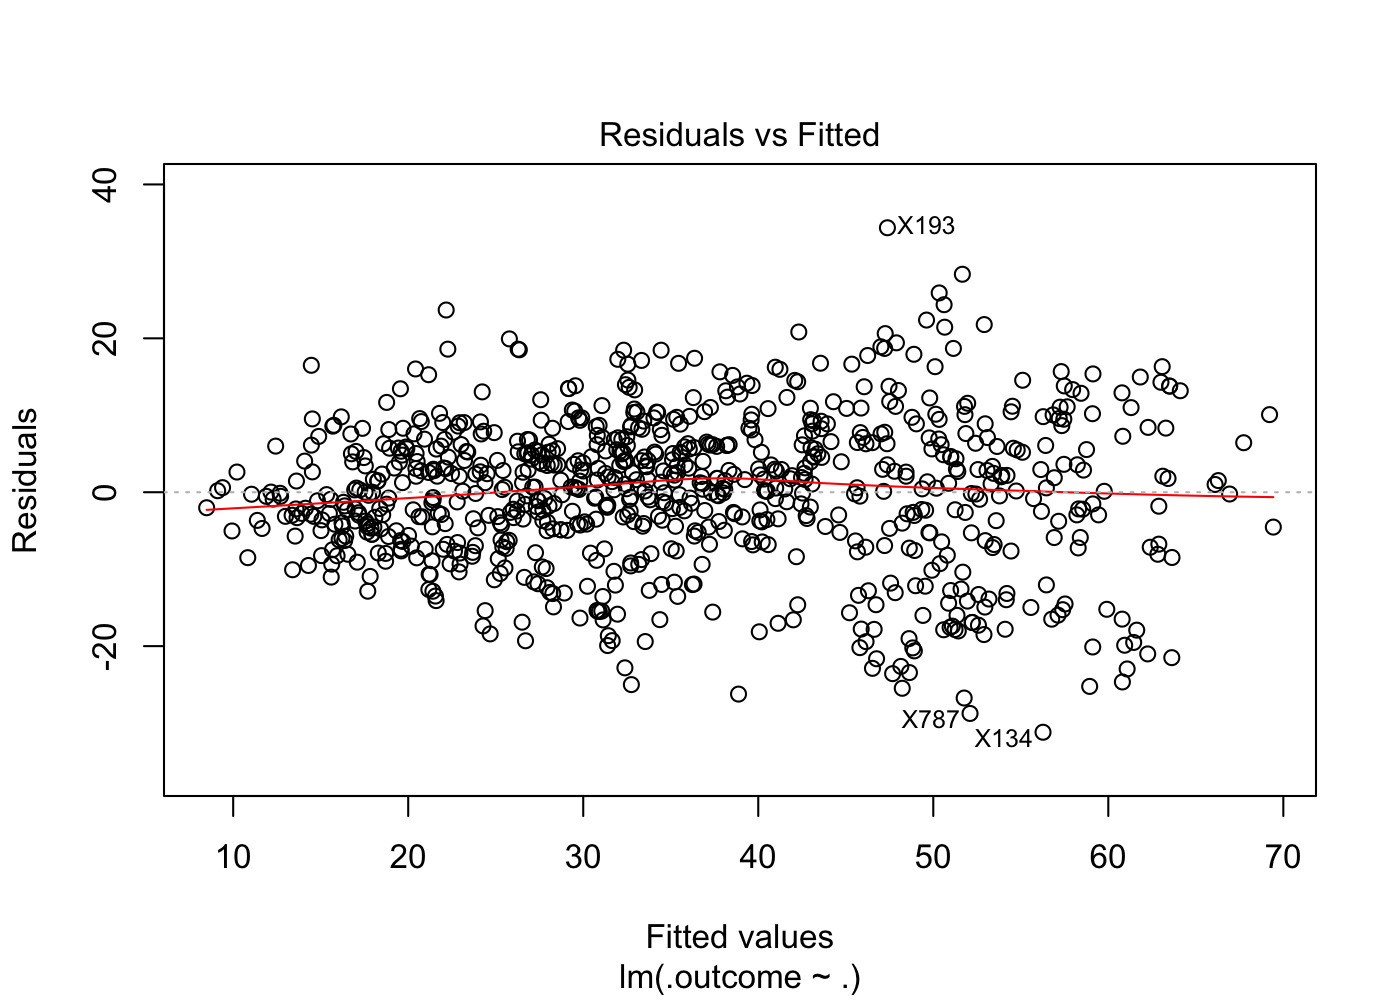 Residuals vs Fitted
40
20
0
-20
Residuals
X193
X787
X134
10 20 30 40 50 60 70
Fitted values
lm(.outcome ~ .)